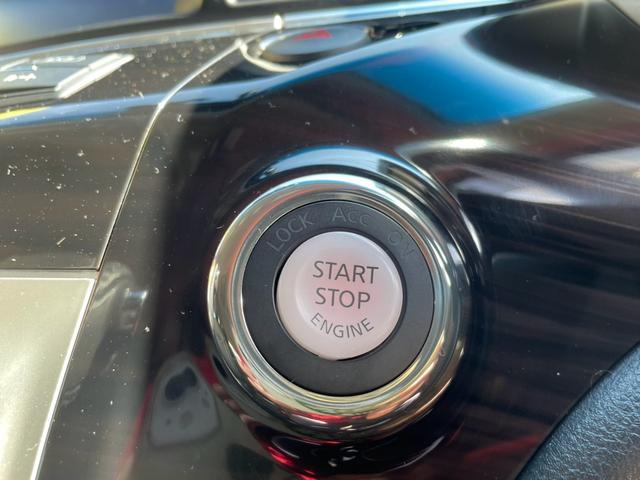 LOCK ACC ON
START
STOP
ENGINE